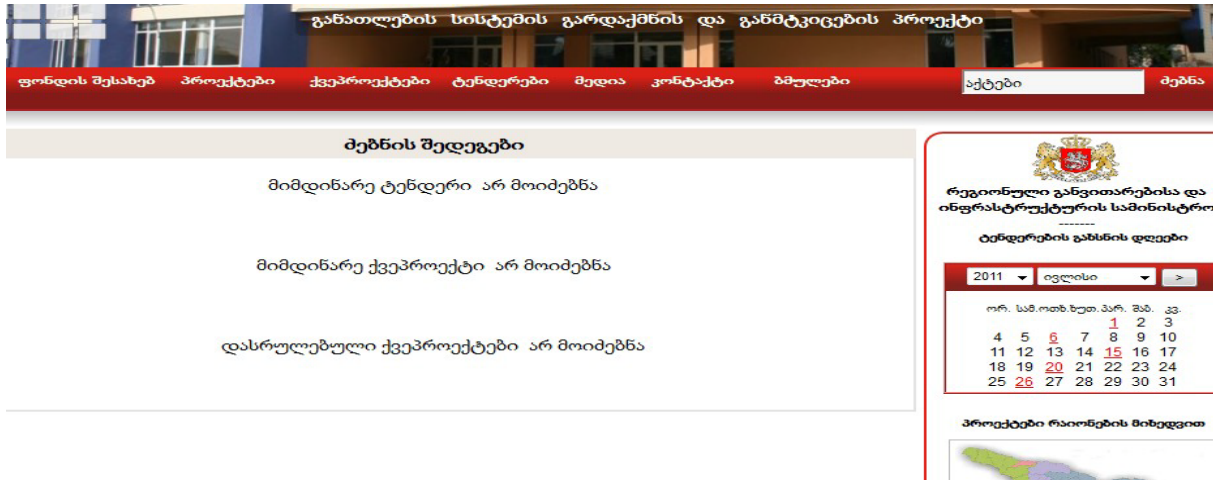 განათლების სისტემის გარდაქმნის და განმტკიცების პროექტი
ფონდის შესახებ პროექტები ქვეპროექტები ტენდერები მედია კონტაქტი ბმულები აქტები ძებნა
ძებნის შედეგები
მიმდინარე ტენდერი არ მოიძებნა
მიმდინარე ქვეპროექტი არ მოიძებნა
დასრულებული ქვეპროექტები არ მოიძებნა
რეგიონული განვითარებისა და
ინფრასტრუქტურის სამინისტრო
-------
ტენდერების გახსნის დღეები
2011 ივლისი >
ორ. სამ. ოთხ. ხუთ. პარ. შაბ. კვ.
1 2 3
4 5 6 7 8 9 10
11 12 13 14 15 16 17
18 19 20 21 22 23 24
25 26 27 28 29 30 31
პროექტები რაიონების მიხედვით